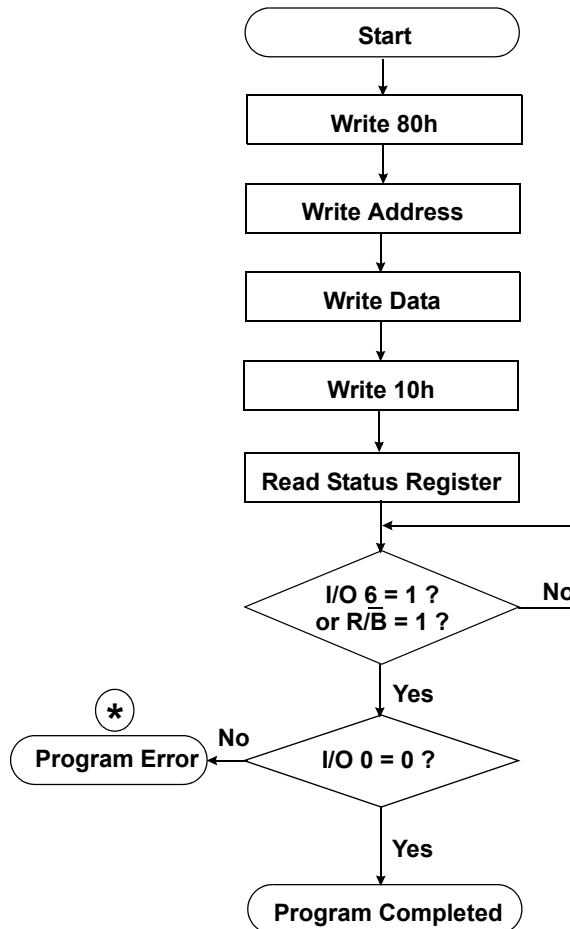 Start
Write 80h
Write Address
Write Data
Write 10h
Read Status Register
I/O 6 = 1 ?
or R/B̅ = 1 ?
No
Yes
*
Program Error
No
I/O 0 = 0 ?
Yes
Program Completed